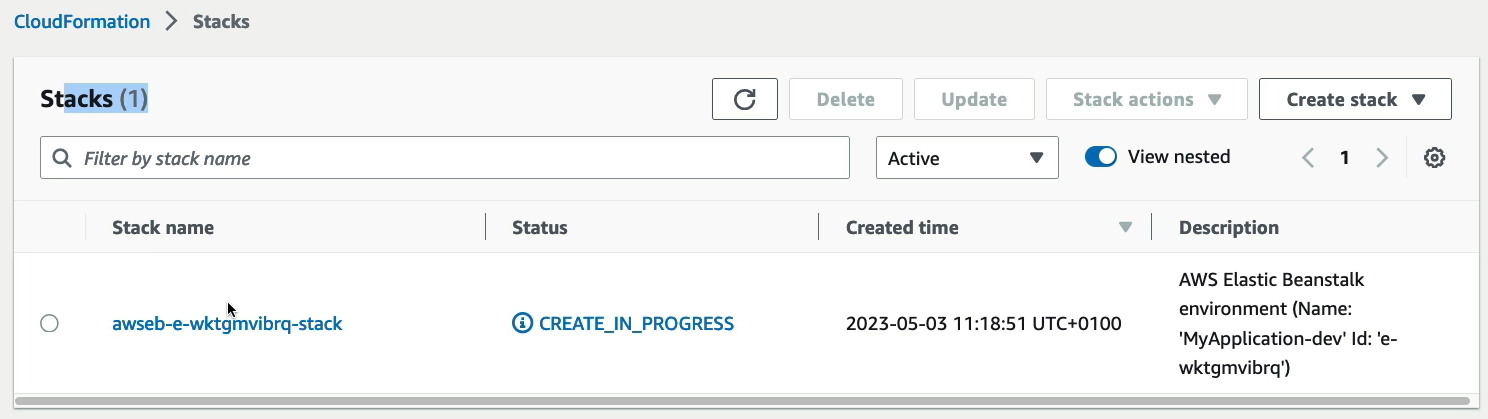 CloudFormation > Stacks
Stacks (1)
Delete
Update
Stack actions
Create stack
Filter by stack name
Active
View nested
1
Stack name
Status
Created time
Description
awseb-e-wktgmvibrq-stack
CREATE_IN_PROGRESS
2023-05-03 11:18:51 UTC+0100
AWS Elastic Beanstalk
environment (Name:
'MyApplication-dev' Id: 'e-
wktgmvibrq')